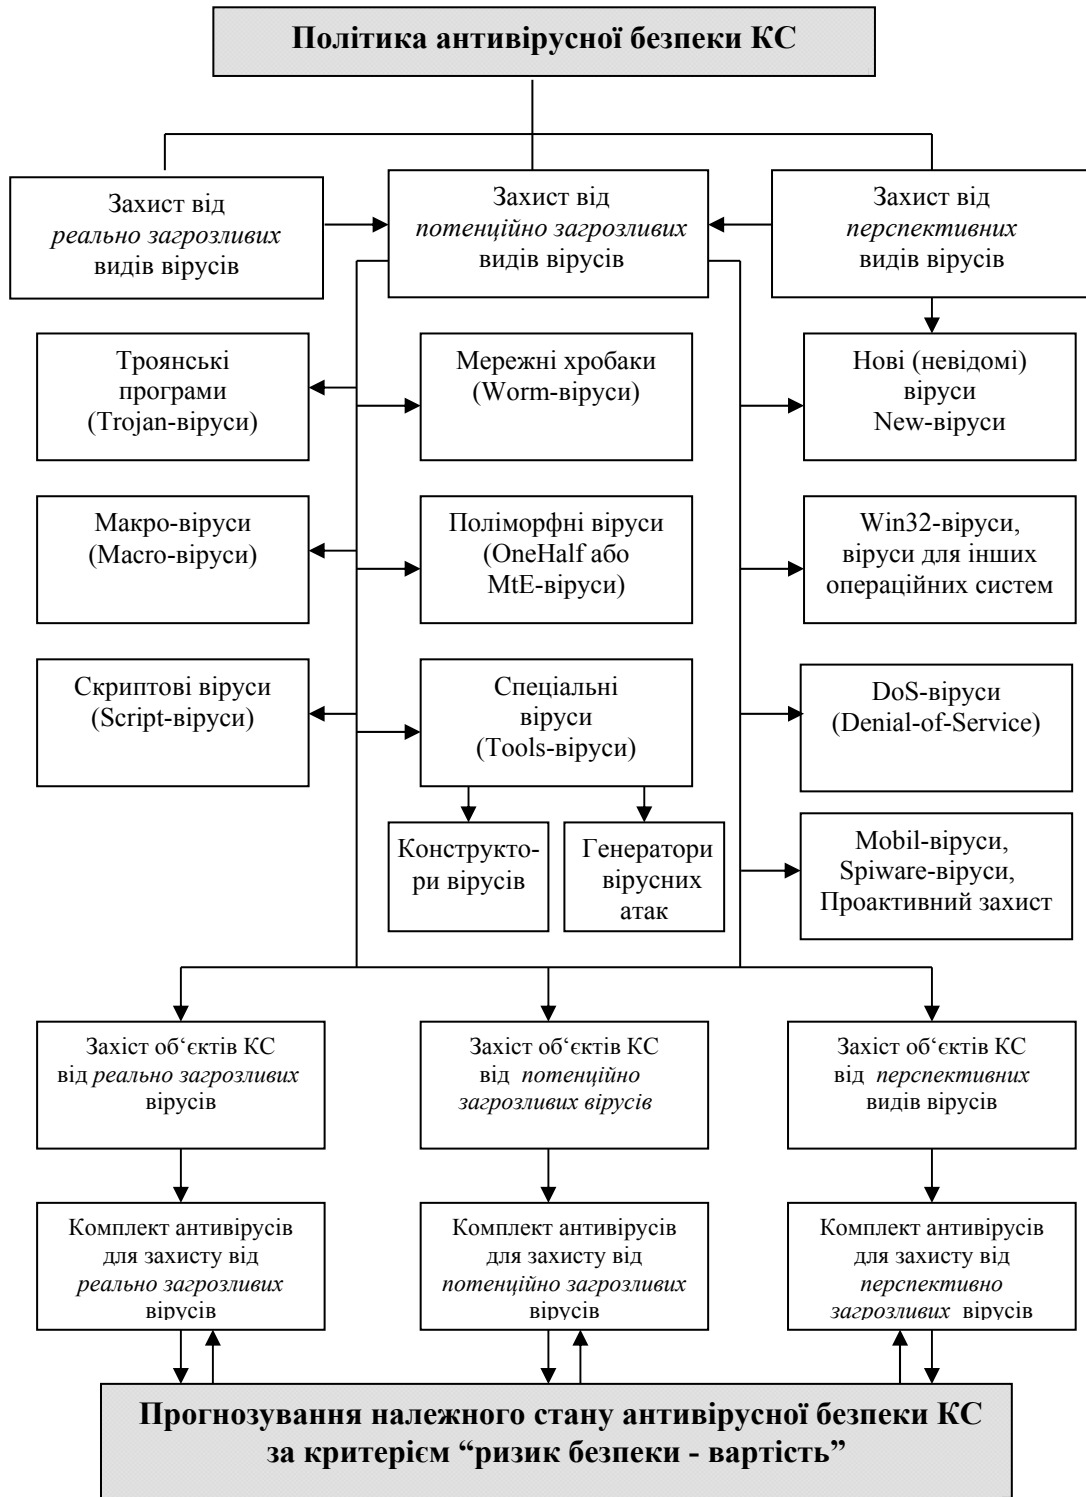 Політика антивірусної безпеки КС
Захист від
реально загрозливих
видів вірусів
Захист від
потенційно загрозливих
видів вірусів
Захист від
перспективних
видів вірусів
Троянські
програми
(Trojan-віруси)
Мережні хробаки
(Worm-віруси)
Нові (невідомі)
віруси
New-віруси
Макро-віруси
(Macro-віруси)
Поліморфні віруси
(OneHalf або
MtE-віруси)
Win32-віруси,
віруси для інших
операційних систем
Скриптові віруси
(Script-віруси)
Спеціальні
віруси
(Tools-віруси)
DoS-віруси
(Denial-of-Service)
Конструкто-
ри вірусів
Генератори
вірусних
атак
Mobil-віруси,
Spiware-віруси,
Проактивний захист
Захіст об‘єктів КС
від реально загрозливих
вірусів
Захіст об‘єктів КС
від потенційно
загрозливих вірусів
Захіст об‘єктів КС
від перспективних
видів вірусів
Комплект антивірусів
для захисту від
реально загрозливих
вірусів
Комплект антивірусів
для захисту від
потенційно загрозливих
вірусів
Комплект антивірусів
для захисту від
перспективно
загрозливих вірусів
Прогнозування належного стану антивірусної безпеки КС
за критерієм “ризик безпеки - вартість”